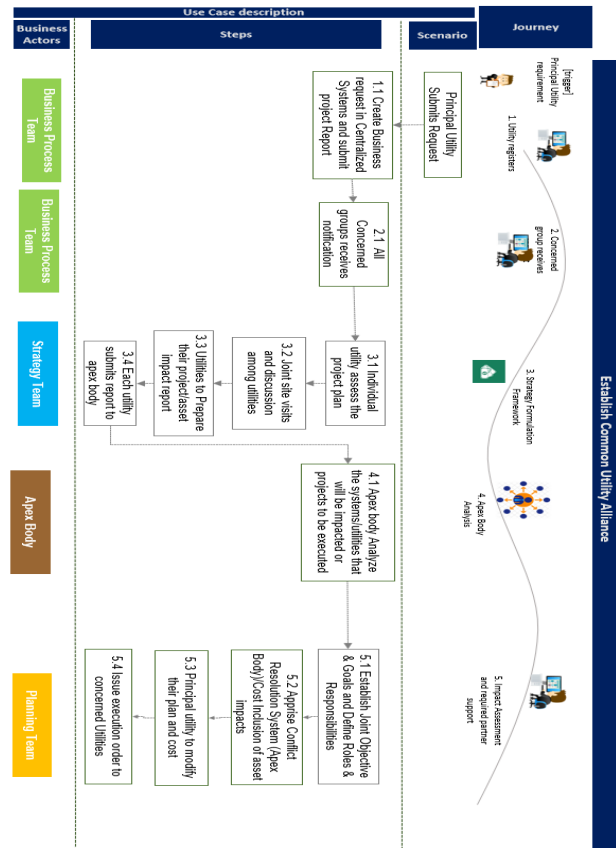 Establish Common Utility Alliance
Journey
[trigger]
Principal Utility
requirement
1. Utility registers
2. Concerned
group receives
3. Strategy Formulation
Framework
4. Apex Body
Analysis
5. Impact Assessment
and required partner
support
Use Case description
Scenario
Principal Utility
Submits Request
Steps
1.1 Create Business
request in Centralized
Systems and submit
project Report
2.1 All
Concerned
groups receives
notification
3.1 Individual
utility assess the
project plan
3.2 Joint site visits
and discussion
among utilities
3.3 Utilities to Prepare
their project/asset
impact report
3.4 Each utility
submits report to
apex body
4.1 Apex body Analyze
the systems/utilities that
will be impacted or
projects to be executed
5.1 Establish Joint Objective
& Goals and Define Roles &
Responsibilities
5.2 Apprise Conflict
Resolution System (Apex
Body)/Cost Inclusion of asset
impacts
5.3 Principal utility to modify
their plan and cost
5.4 Issue execution order to
concerned Utilities
Business
Actors
Business Process
Team
Business Process
Team
Strategy Team
Apex Body
Planning Team